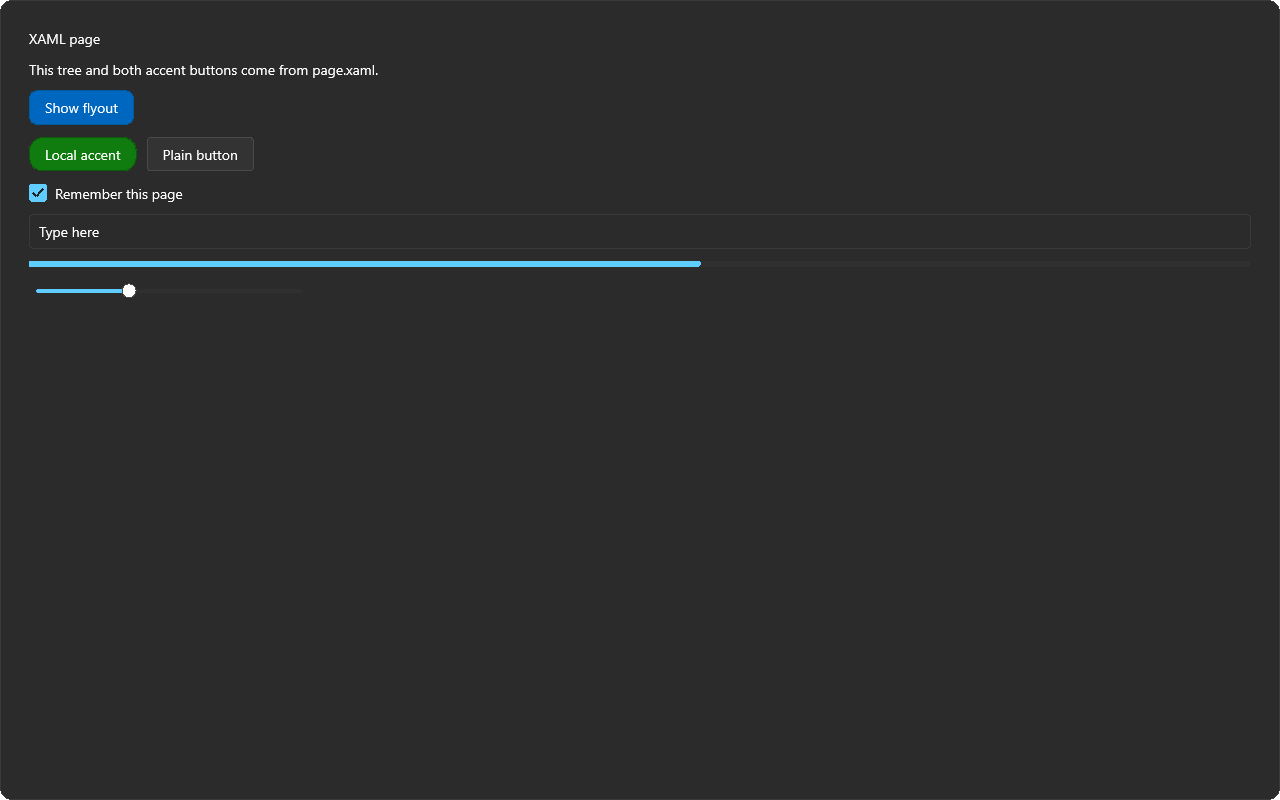 XAML page
This tree and both accent buttons come from page.xaml.
Show flyout
Local accent Plain button
Remember this page
Type here